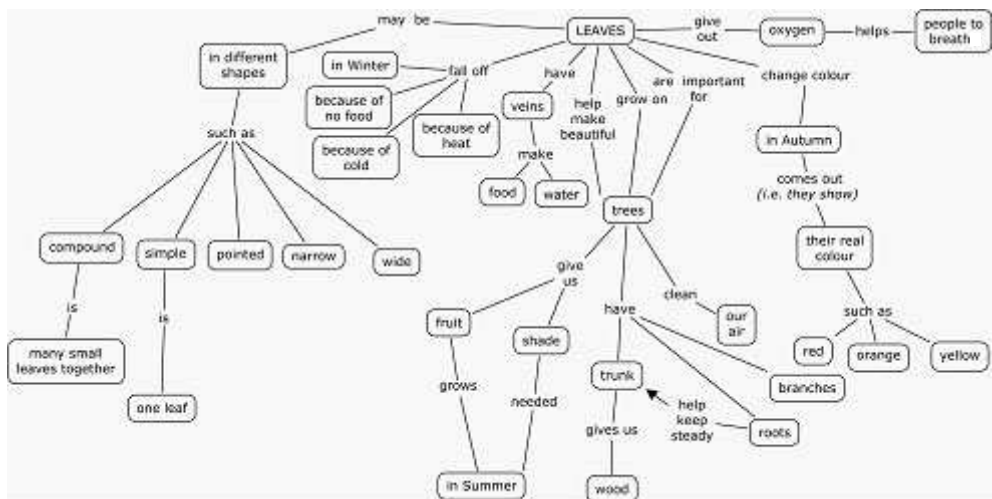 may be
LEAVES
give
out
oxygen
helps
people to
breath
in different
shapes
in Winter
fall off
because of
no food
because of
cold
because of
heat
have
veins
make
food
water
help
make
beautiful
grow on
are important
for
change colour
in Autumn
comes out
(i.e. they show)
their real
colour
such as
red
orange
yellow
such as
compound
simple
pointed
narrow
wide
is
many small
leaves together
is
one leaf
trees
give
us
fruit
shade
grows
needed
in Summer
have
clean
our
air
trunk
branches
roots
help
keep
steady
gives us
wood